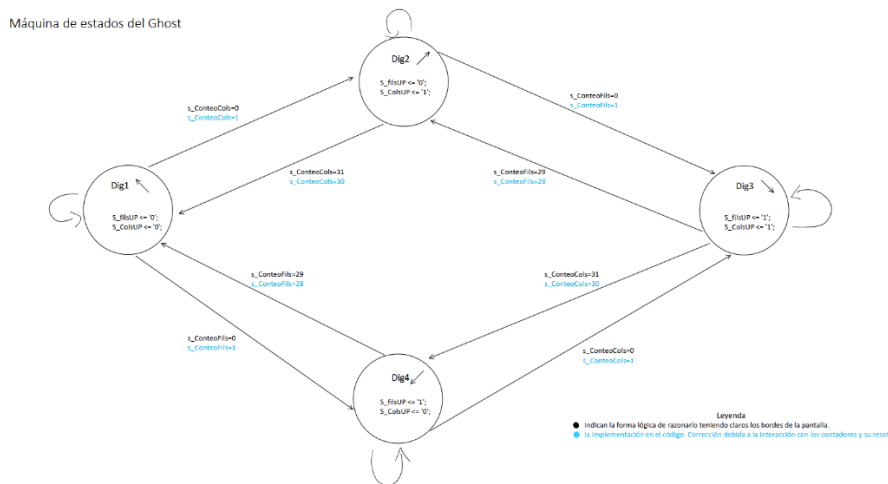 Máquina de estados del Ghost
Dig2
S_filsUP <= '0';
S_ColsUP <= '1';
s_ConteoCols=0
s_ConteoCols=1
s_ConteoFils=0
s_ConteoFils=1
s_ConteoCols=31
s_ConteoCols=30
s_ConteoFils=29
s_ConteoFils=28
Dig1
S_filsUP <= '0';
S_ColsUP <= '0';
Dig3
S_filsUP <= '1';
S_ColsUP <= '1';
s_ConteoFils=29
s_ConteoFils=28
s_ConteoCols=31
s_ConteoCols=30
s_ConteoFils=0
s_ConteoFils=1
s_ConteoCols=0
s_ConteoCols=1
Dig4
S_filsUP <= '1';
S_ColsUP <= '0';
Leyenda
Indican la forma lógica de razonarlo teniendo claros los bordes de la pantalla.
la implementación en el código. Corrección debida a la interacción con los contadores y su reset